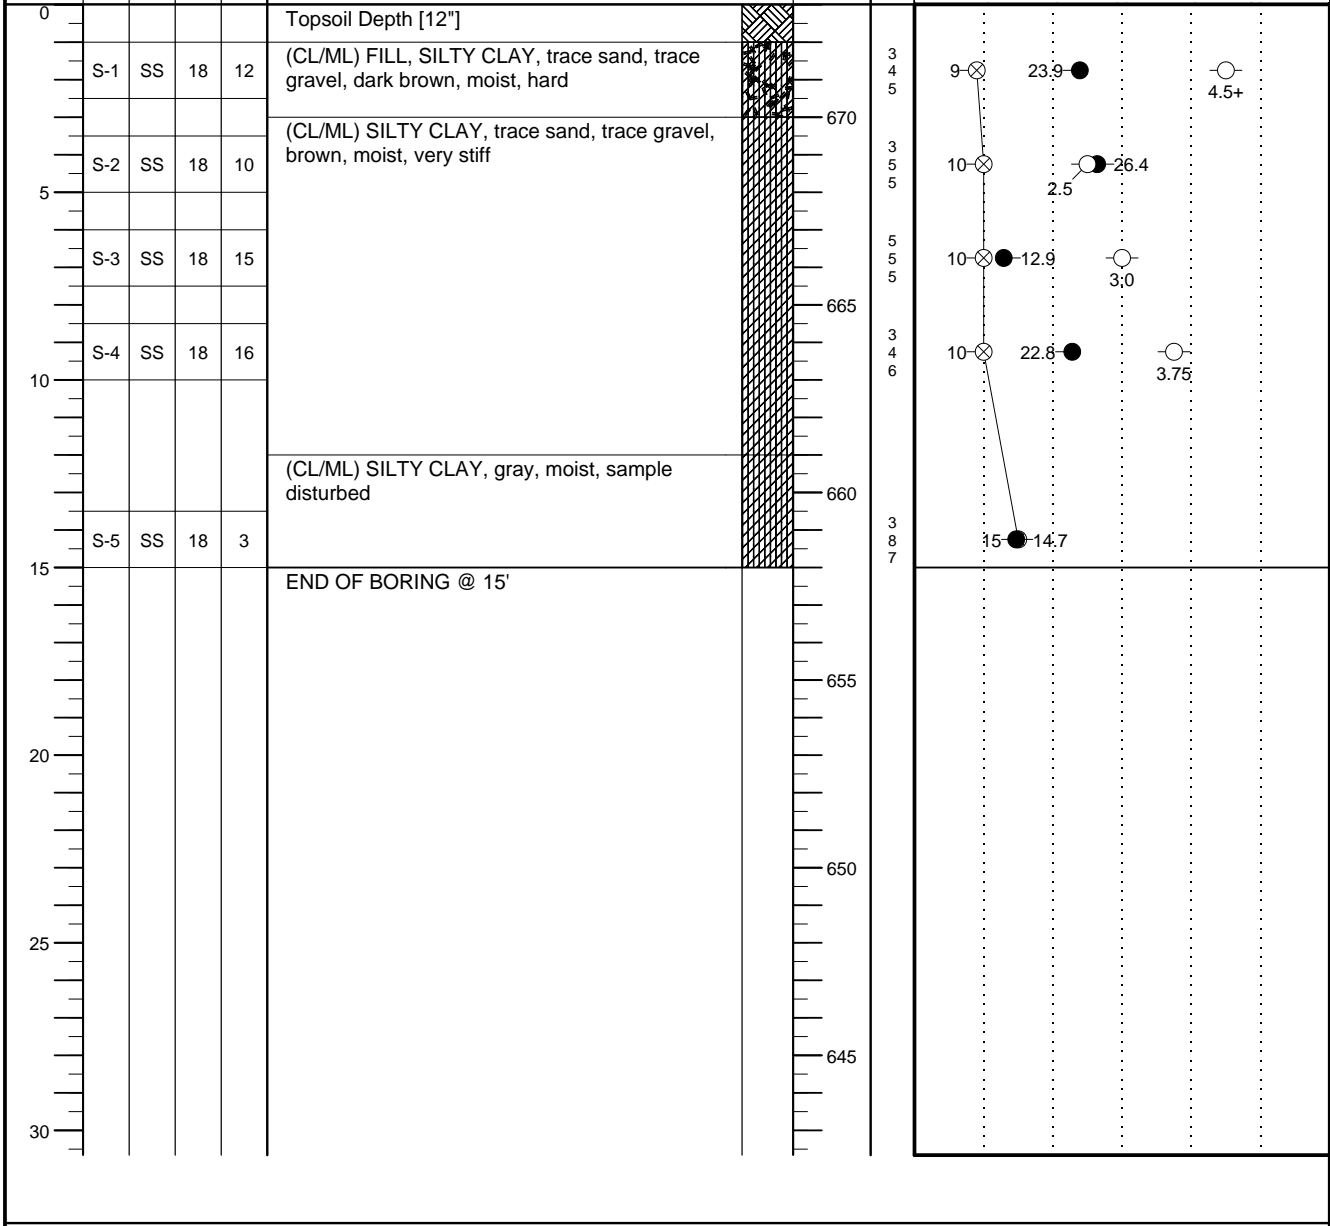 0
Topsoil Depth [12"]
S-1 SS 18 12
(CL/ML) FILL, SILTY CLAY, trace sand, trace
gravel, dark brown, moist, hard
3
4
5
9 23.9
4.5+
670
(CL/ML) SILTY CLAY, trace sand, trace gravel,
brown, moist, very stiff
S-2 SS 18 10
3
5
5
10 26.4
2.5
5
S-3 SS 18 15
5
5
5
10 12.9
3.0
665
S-4 SS 18 16
3
4
6
10 22.8
3.75
10
(CL/ML) SILTY CLAY, gray, moist, sample
disturbed
660
S-5 SS 18 3
3
8
7
15 14.7
15
END OF BORING @ 15'
655
20
650
25
645
30